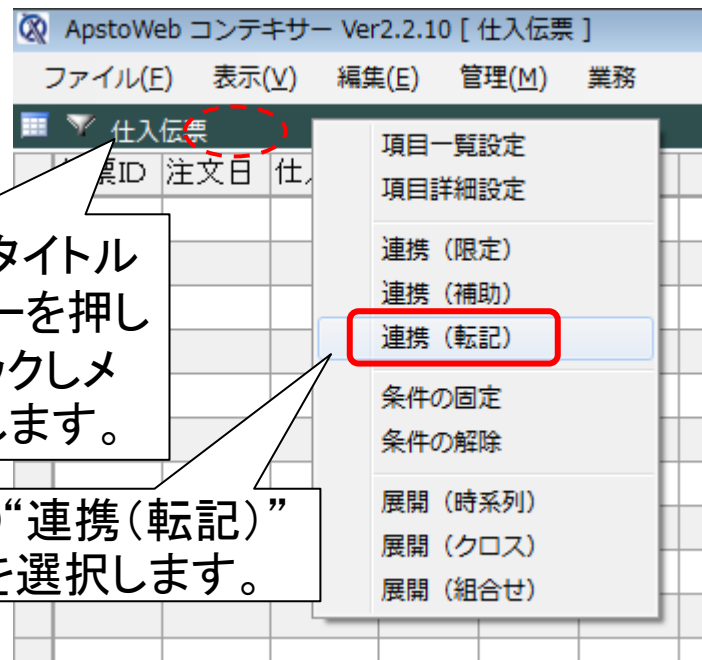 ApstoWeb コンテキサー Ver2.2.10 [ 仕入伝票 ]
ファイル(F) 表示(V) 編集(E) 管理(M) 業務
仕入伝票
票ID 注文日 仕入
項目一覧設定
項目詳細設定
連携（限定）
連携（補助）
連携（転記）
条件の固定
条件の解除
展開（時系列）
展開（クロス）
展開（組合せ）
タイトル
ーを押し
ックしメ
します。
“連携（転記）”
を選択します。